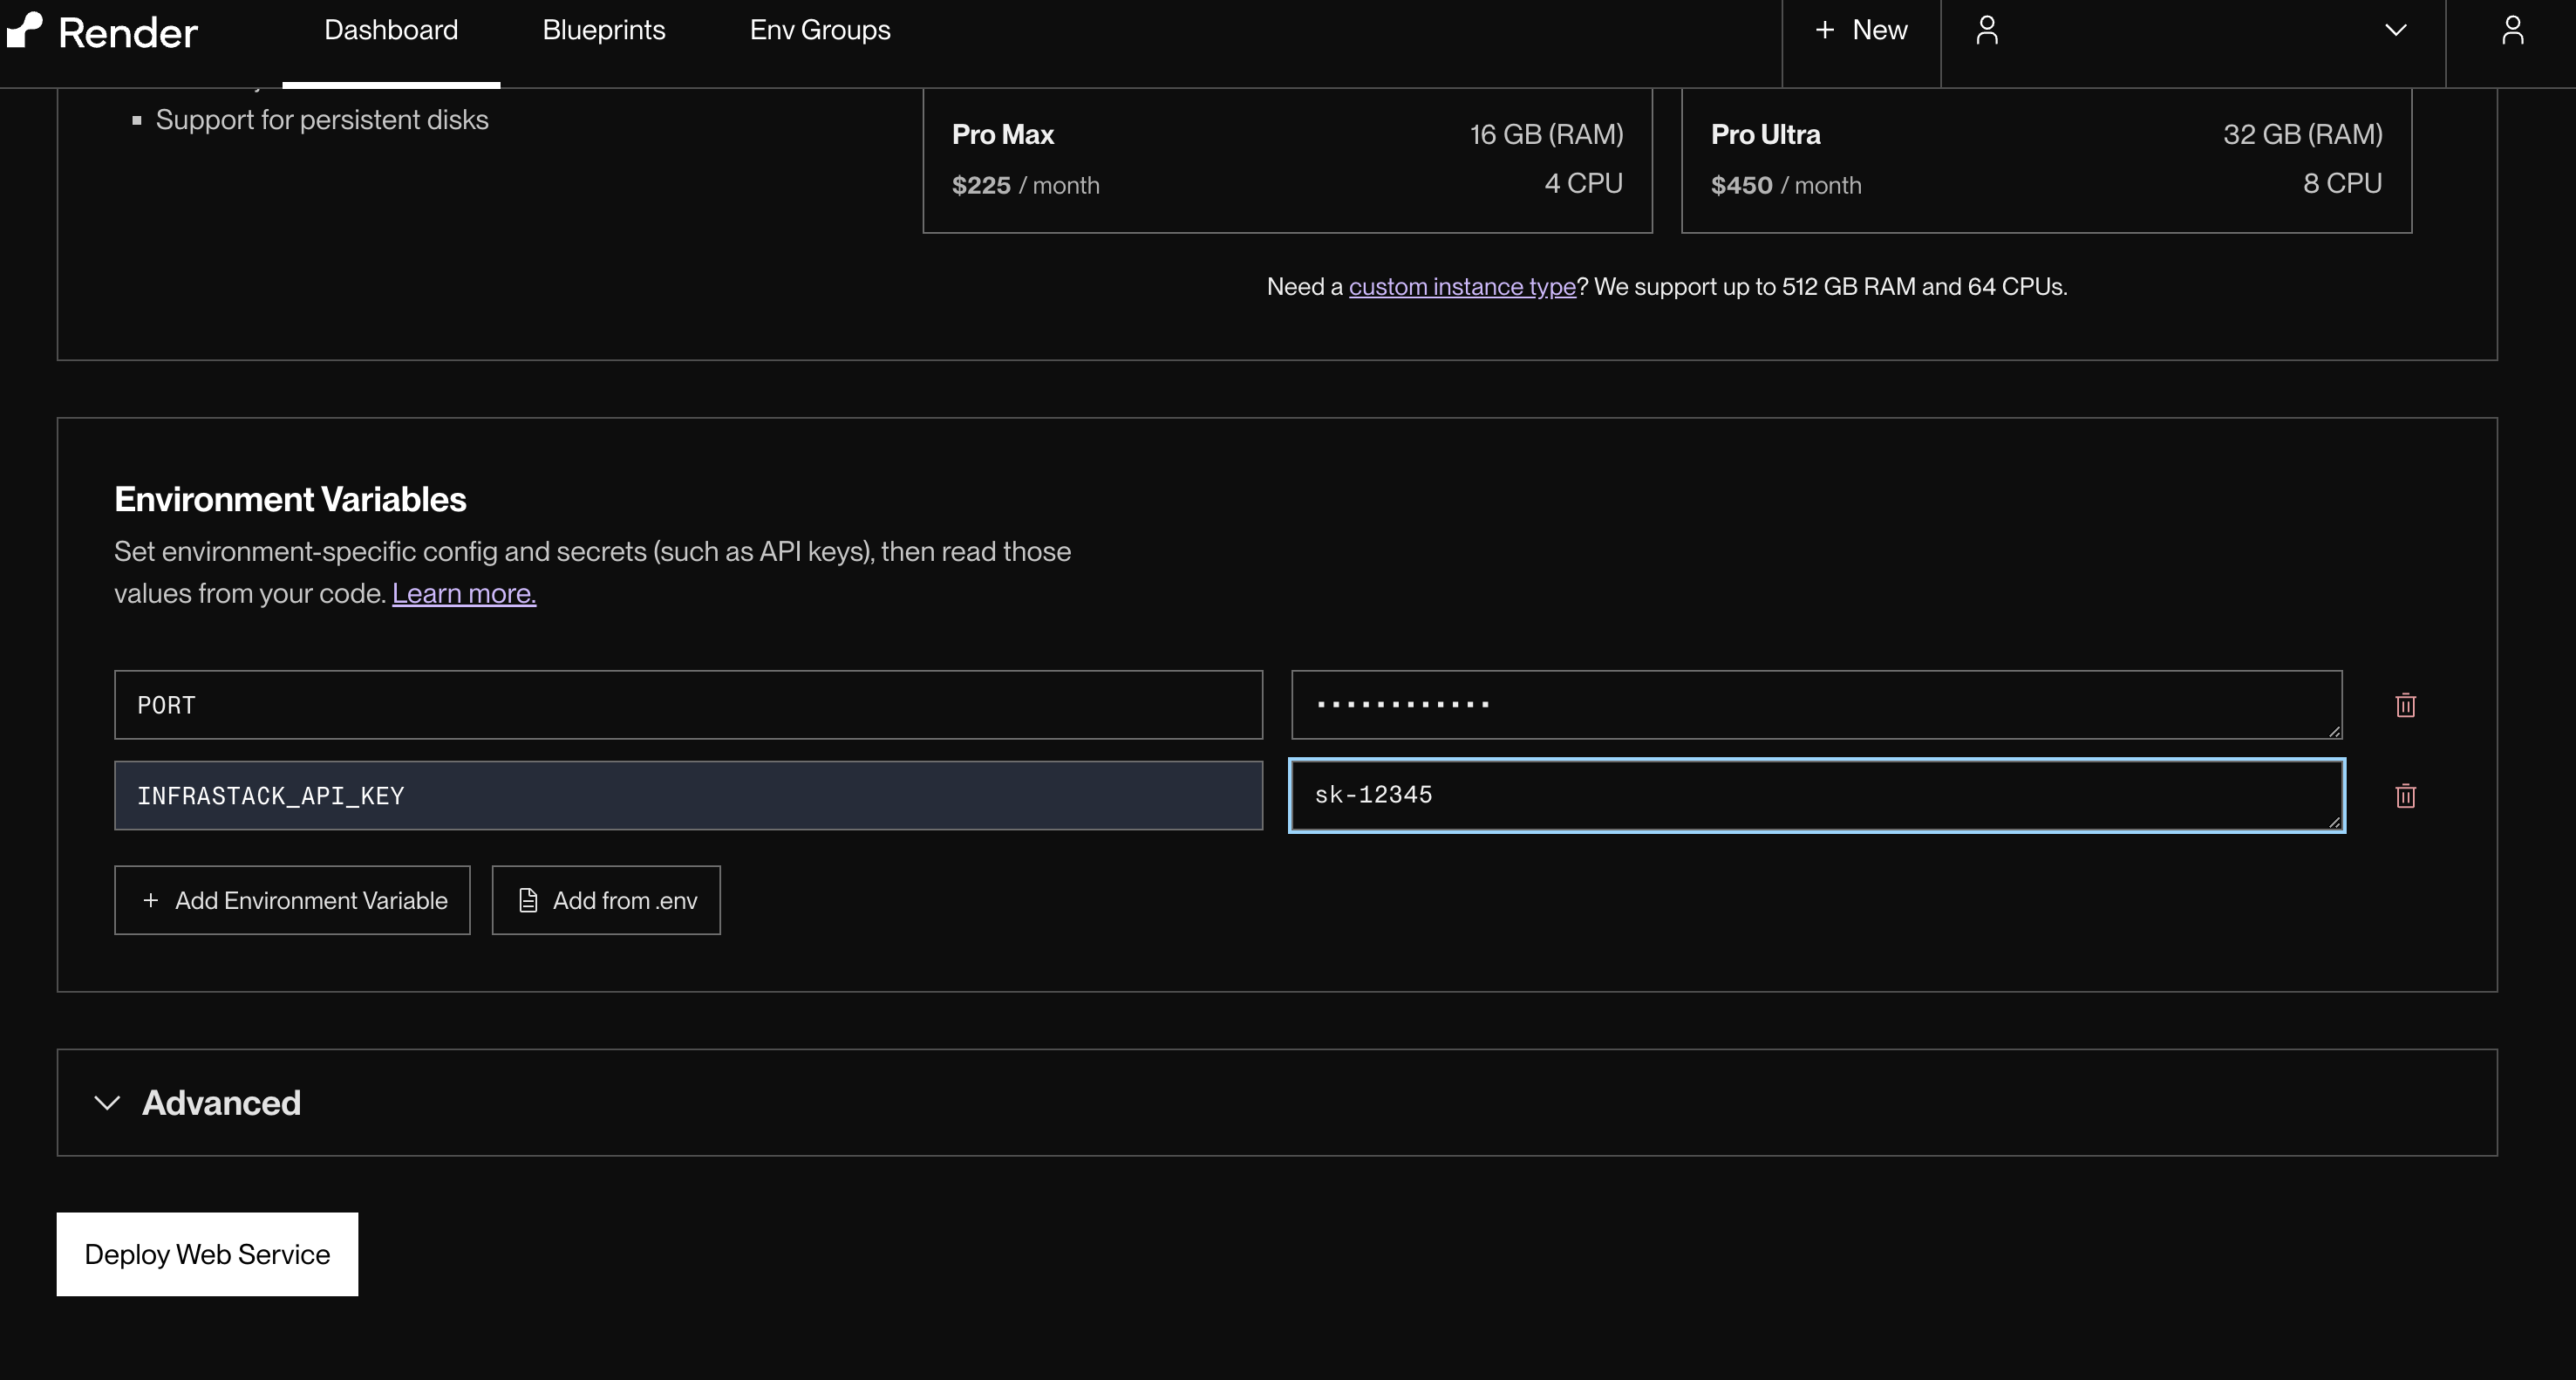 Render
Dashboard
Blueprints
Env Groups
+ New
Support for persistent disks
Pro Max
16 GB (RAM)
$225 / month
4 CPU
Pro Ultra
32 GB (RAM)
$450 / month
8 CPU
Need a custom instance type? We support up to 512 GB RAM and 64 CPUs.
Environment Variables
Set environment-specific config and secrets (such as API keys), then read those
values from your code. Learn more.
PORT
INFRASTACK_API_KEY
sk-12345
+ Add Environment Variable
Add from .env
Advanced
Deploy Web Service